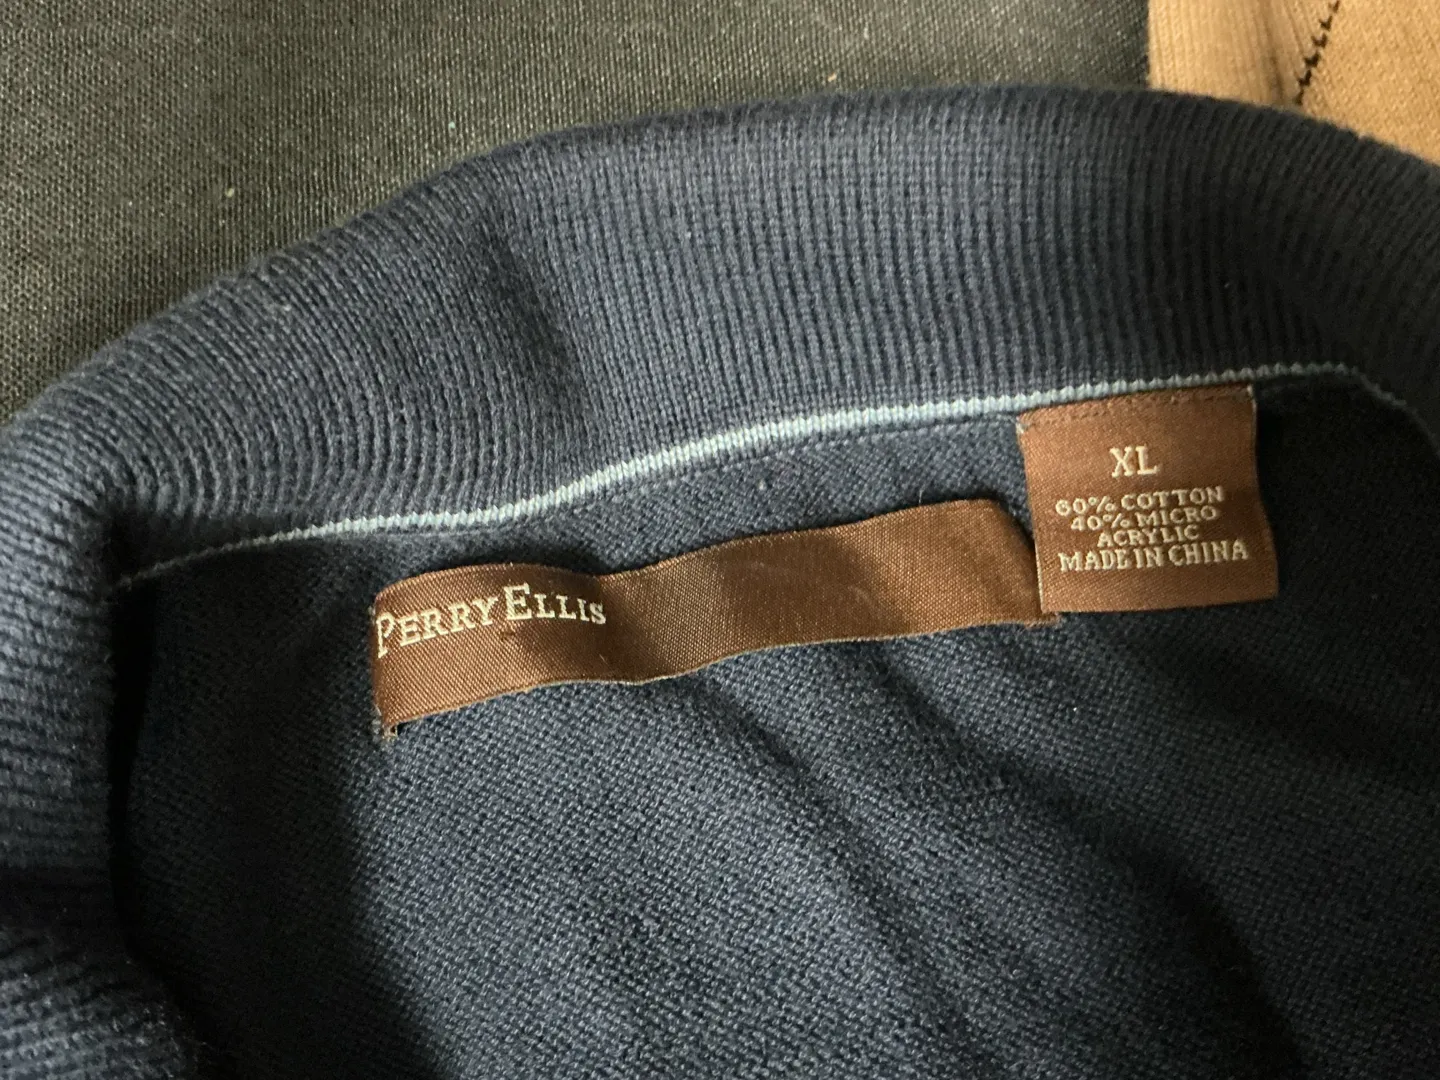 PERRY ELLIS
XL
60% COTTON
40% MICRO
ACRYLIC
MADE IN CHINA